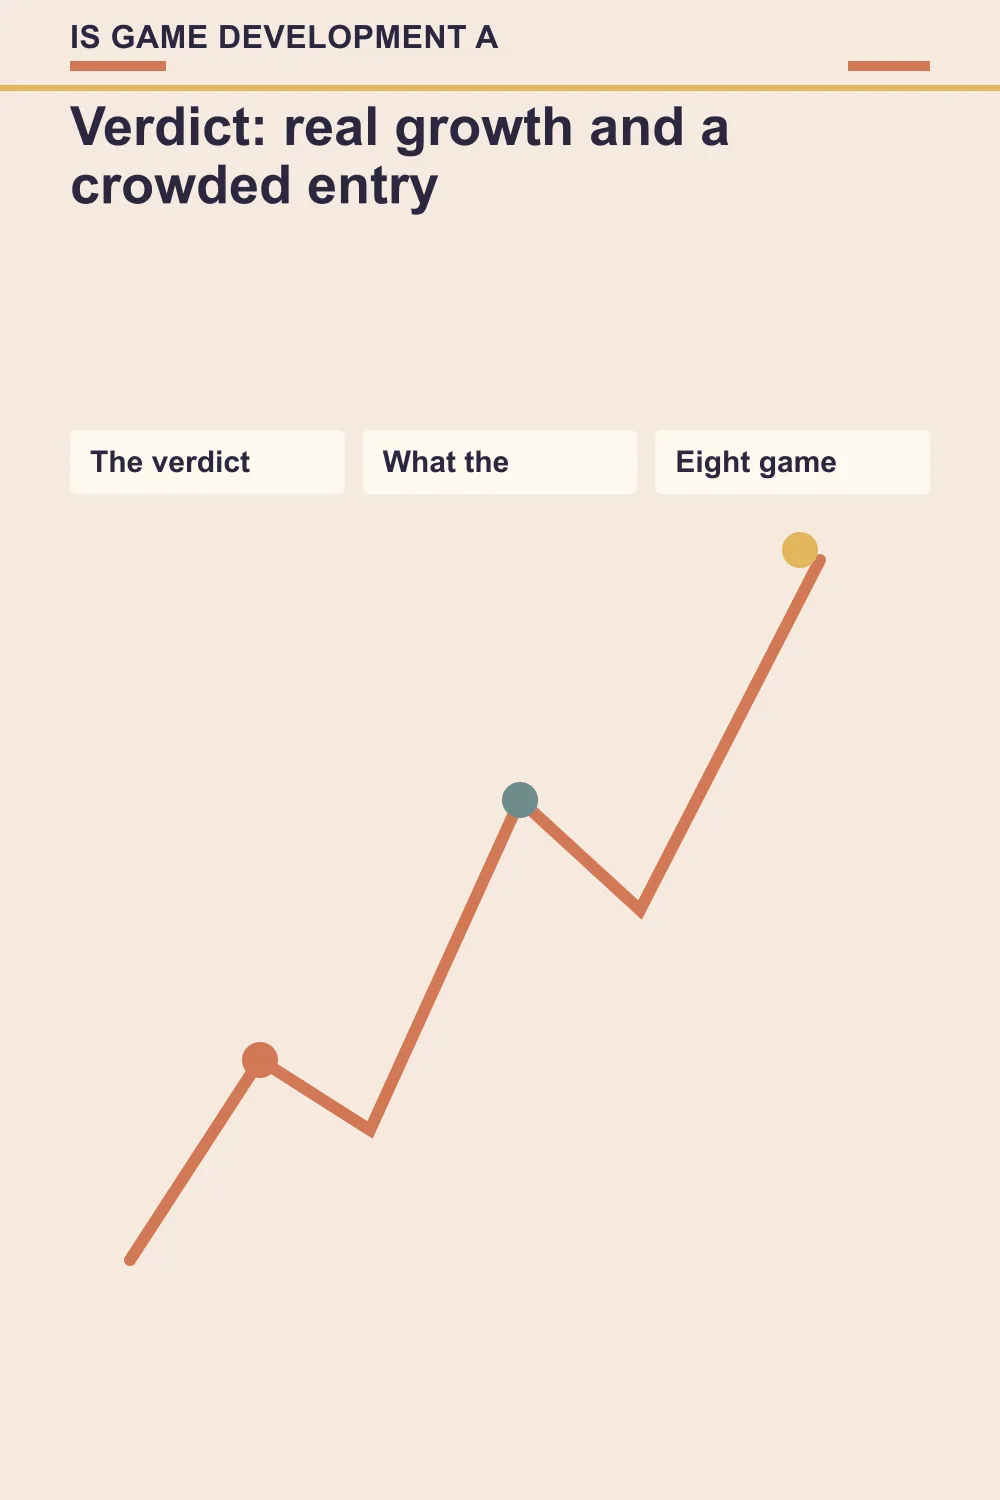 IS GAME DEVELOPMENT A
Verdict: real growth and a
crowded entry
The verdict
What the
Eight game